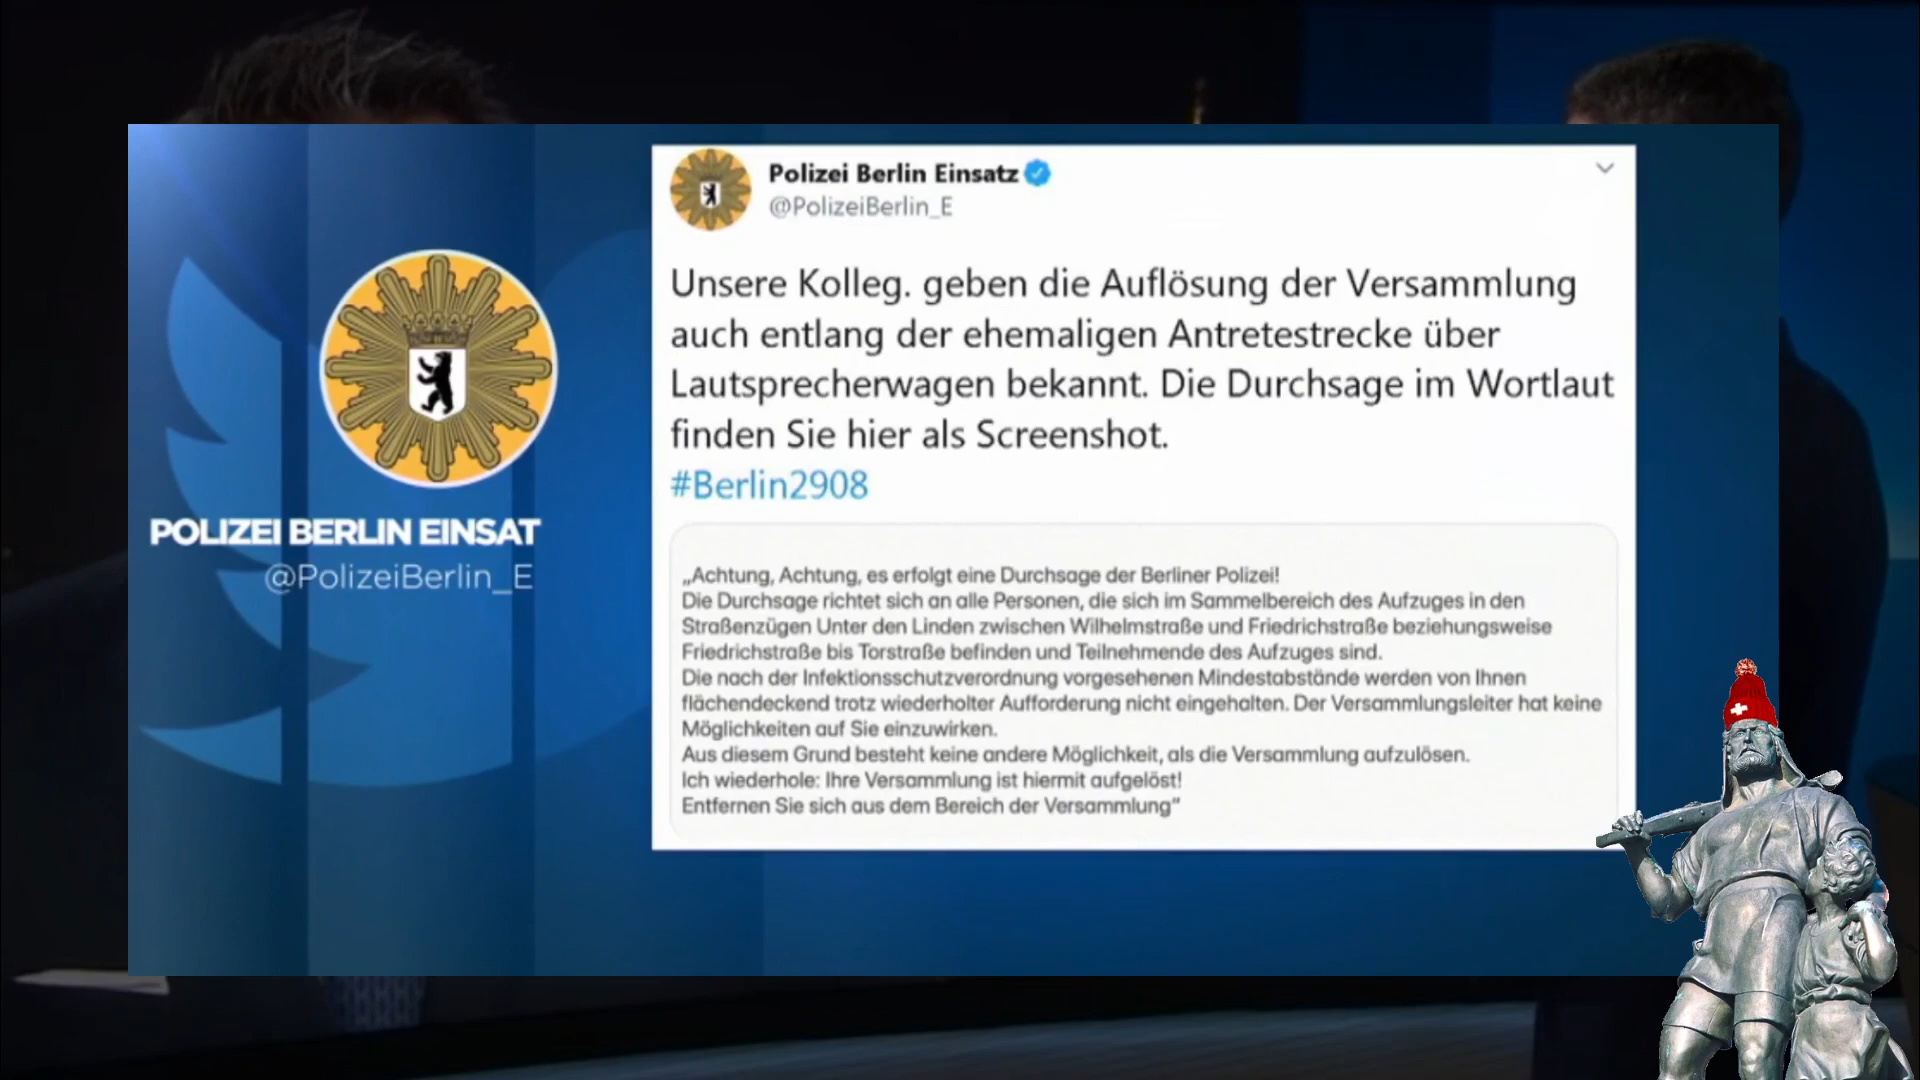 POLIZEI BERLIN EINSAT
@PolizeiBerlin_E
Polizei Berlin Einsatz
@PolizeiBerlin_E
Unsere Kolleg. geben die Auflösung der Versammlung
auch entlang der ehemaligen Antretestrecke über
Lautsprecherwagen bekannt. Die Durchsage im Wortlaut
finden Sie hier als Screenshot.
#Berlin2908
„Achtung, Achtung, es erfolgt eine Durchsage der Berliner Polizei!
Die Durchsage richtet sich an alle Personen, die sich im Sammelbereich des Aufzuges in den
Straßenzügen Unter den Linden zwischen Wilhelmstraße und Friedrichstraße beziehungsweise
Friedrichstraße bis Torstraße befinden und Teilnehmende des Aufzuges sind.
Die nach der Infektionsschutzverordnung vorgesehenen Mindestabstände werden von Ihnen
flächendeckend trotz wiederholter Aufforderung nicht eingehalten. Der Versammlungsleiter hat keine
Möglichkeiten auf Sie einzuwirken.
Aus diesem Grund besteht keine andere Möglichkeit, als die Versammlung aufzulösen.
Ich wiederhole: Ihre Versammlung ist hiermit aufgelöst!
Entfernen Sie sich aus dem Bereich der Versammlung“